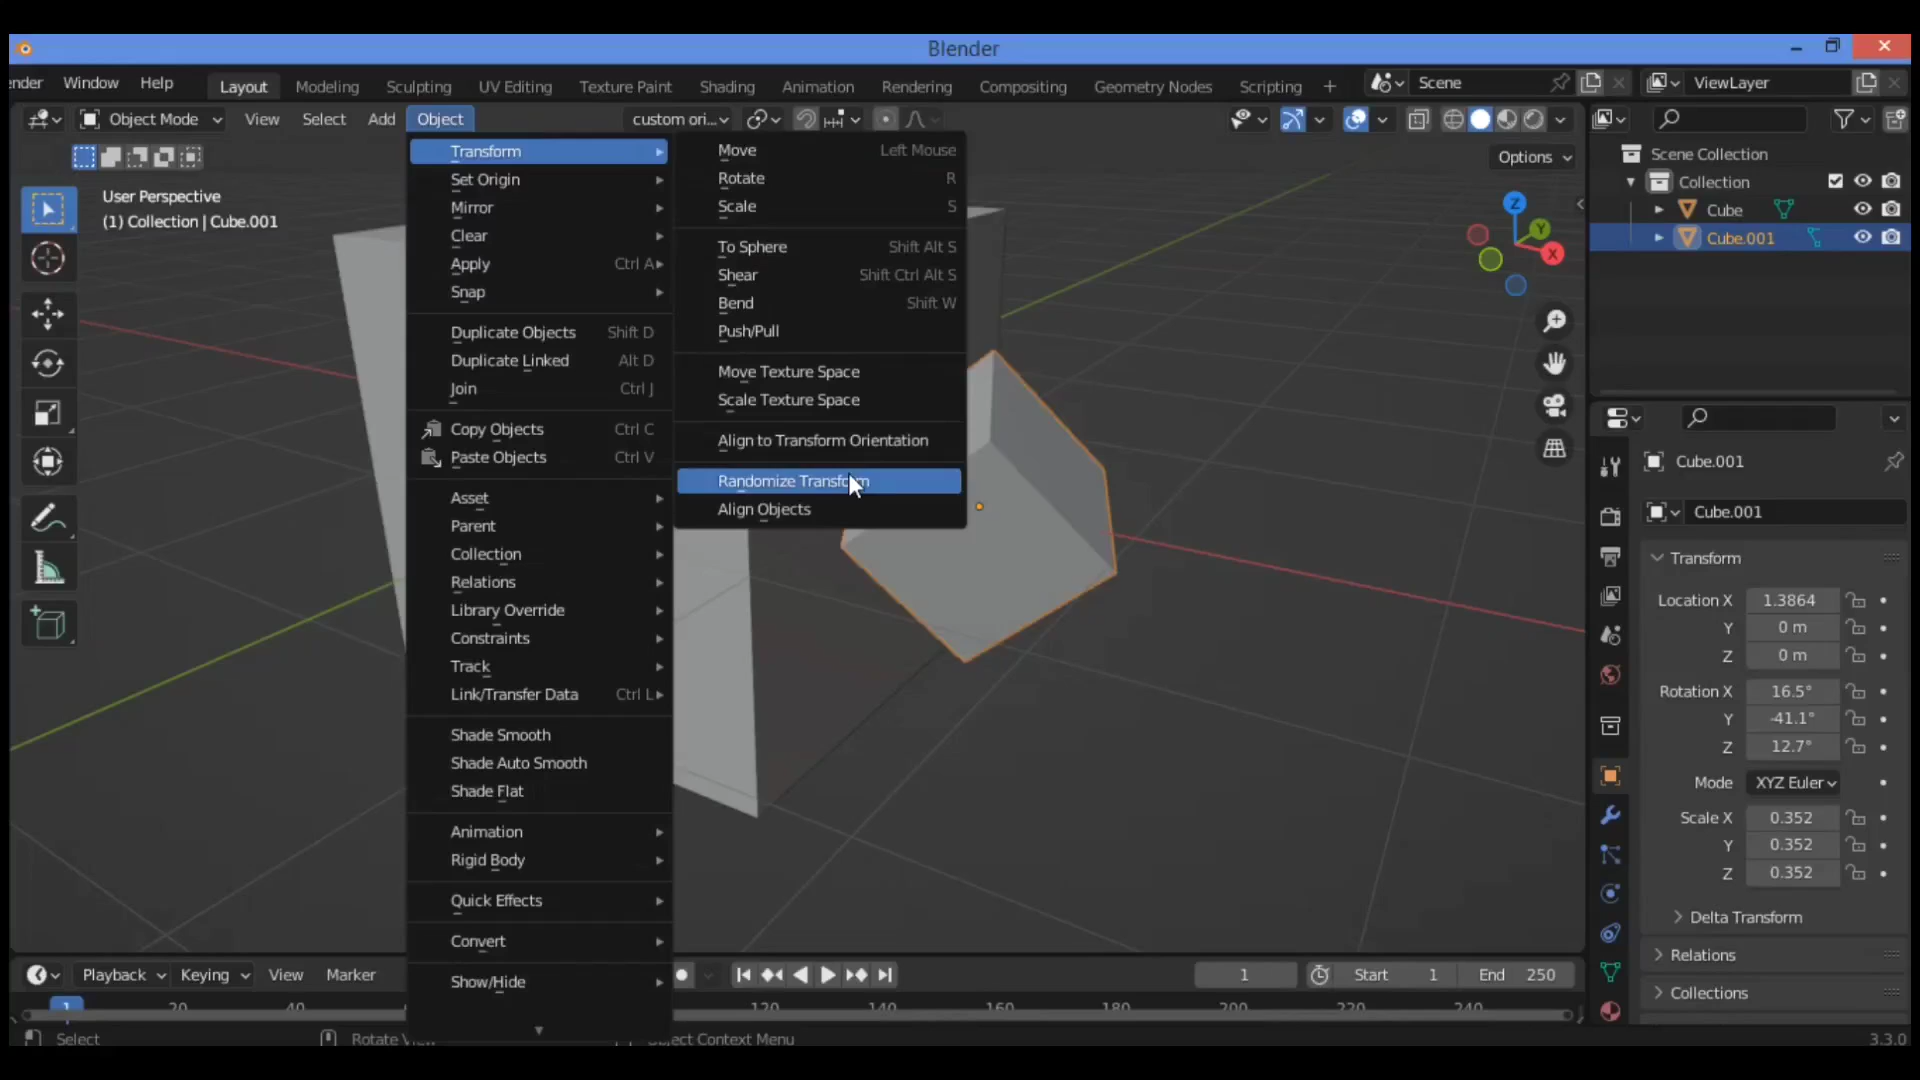 Blender
nder Window Help Layout Modeling Sculpting UV Editing Texture Paint Shading Animation Rendering Compositing Geometry Nodes Scripting + Scene ViewLayer
Object Mode View Select Add Object custom ori...
Options
User Perspective
(1) Collection | Cube.001
Transform
Set Origin
Mirror
Clear
Apply Ctrl A
Snap
Duplicate Objects Shift D
Duplicate Linked Alt D
Join Ctrl J
Copy Objects Ctrl C
Paste Objects Ctrl V
Asset
Parent
Collection
Relations
Library Override
Constraints
Track
Link/Transfer Data Ctrl L
Shade Smooth
Shade Auto Smooth
Shade Flat
Animation
Rigid Body
Quick Effects
Convert
Show/Hide
Move Left Mouse
Rotate R
Scale S
To Sphere Shift Alt S
Shear Shift Ctrl Alt S
Bend Shift W
Push/Pull
Move Texture Space
Scale Texture Space
Align to Transform Orientation
Randomize Transform
Align Objects
Z
Y
X
Scene Collection
Collection
Cube
Cube.001
Cube.001
Cube.001
Transform
Location X 1.3864
Y 0 m
Z 0 m
Rotation X 16.5°
Y -41.1°
Z 12.7°
Mode XYZ Euler
Scale X 0.352
Y 0.352
Z 0.352
Delta Transform
Relations
Collections
Playback Keying View Marker 1 Start 1 End 250
1 20 40 120 140 160 180 200 220 240
Select Rotate View Object Context Menu 3.3.0